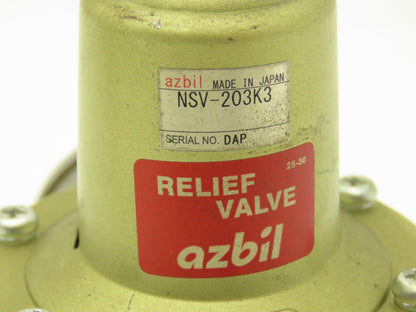 azbil MADE IN JAPAN
NSV-203K3
SERIAL NO. DAP
25-30
RELIEF
VALVE
azbil